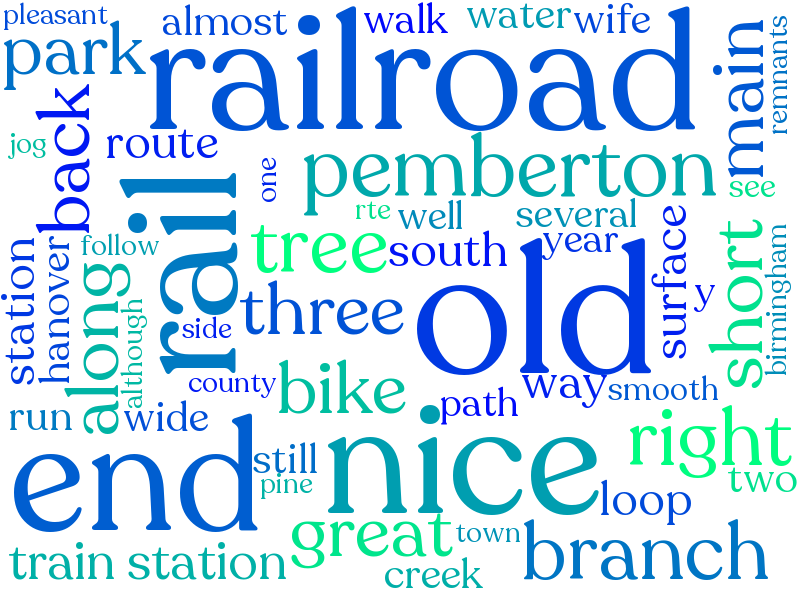 pleasant
almost
walk
water
wife
park
railroad
main
remnants
back
jog
route
one
pemberton
see
rail
rte
well
several
tree
south
year
surface
short
birmingham
station
hanover
follow
along
although
side
three
old
y
county
bike
path
way
smooth
run
wide
end
still
pine
nice
right
two
loop
great
town
branch
train station
creek